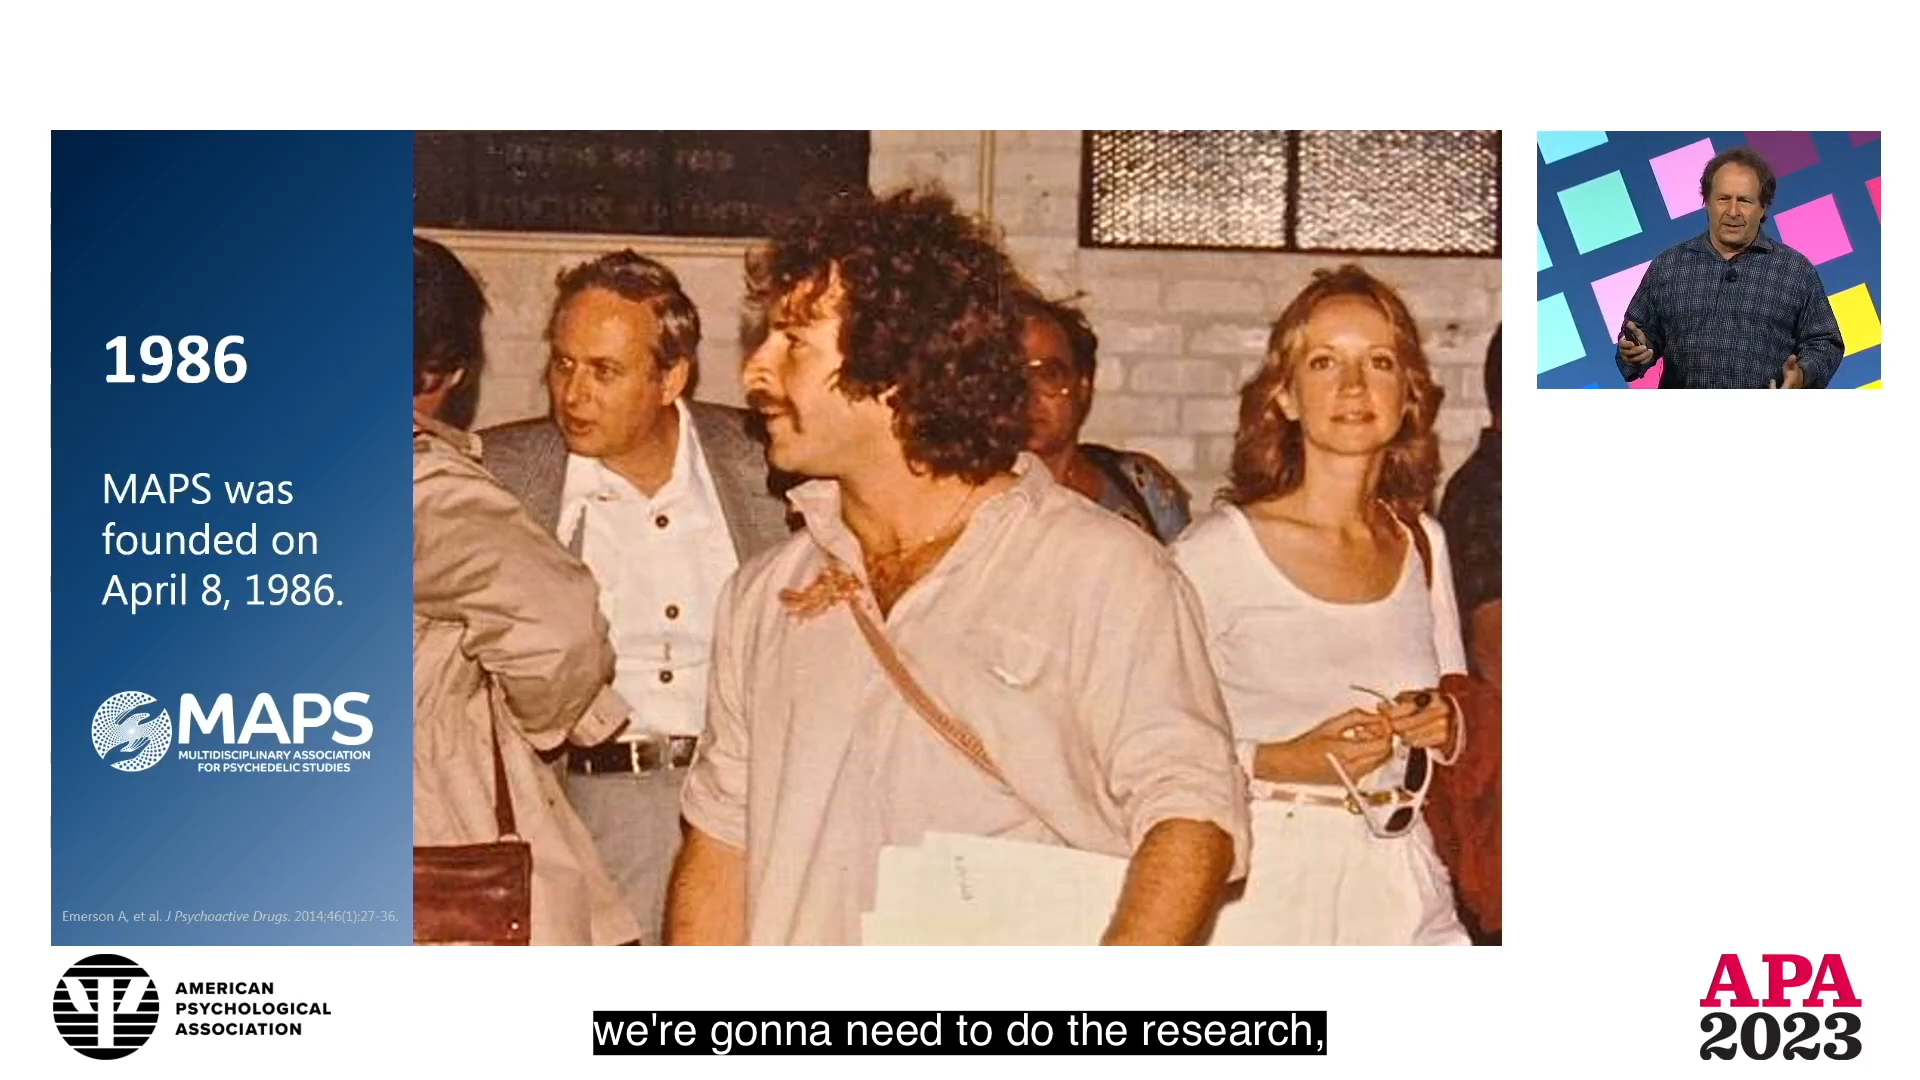 1986
MAPS was
founded on
April 8, 1986.
MAPS
MULTIDISCIPLINARY ASSOCIATION
FOR PSYCHEDELIC STUDIES
Emerson A, et al. J Psychoactive Drugs. 2014;46(1):27-36.
AMERICAN
PSYCHOLOGICAL
ASSOCIATION
we're gonna need to do the research,
APA
2023